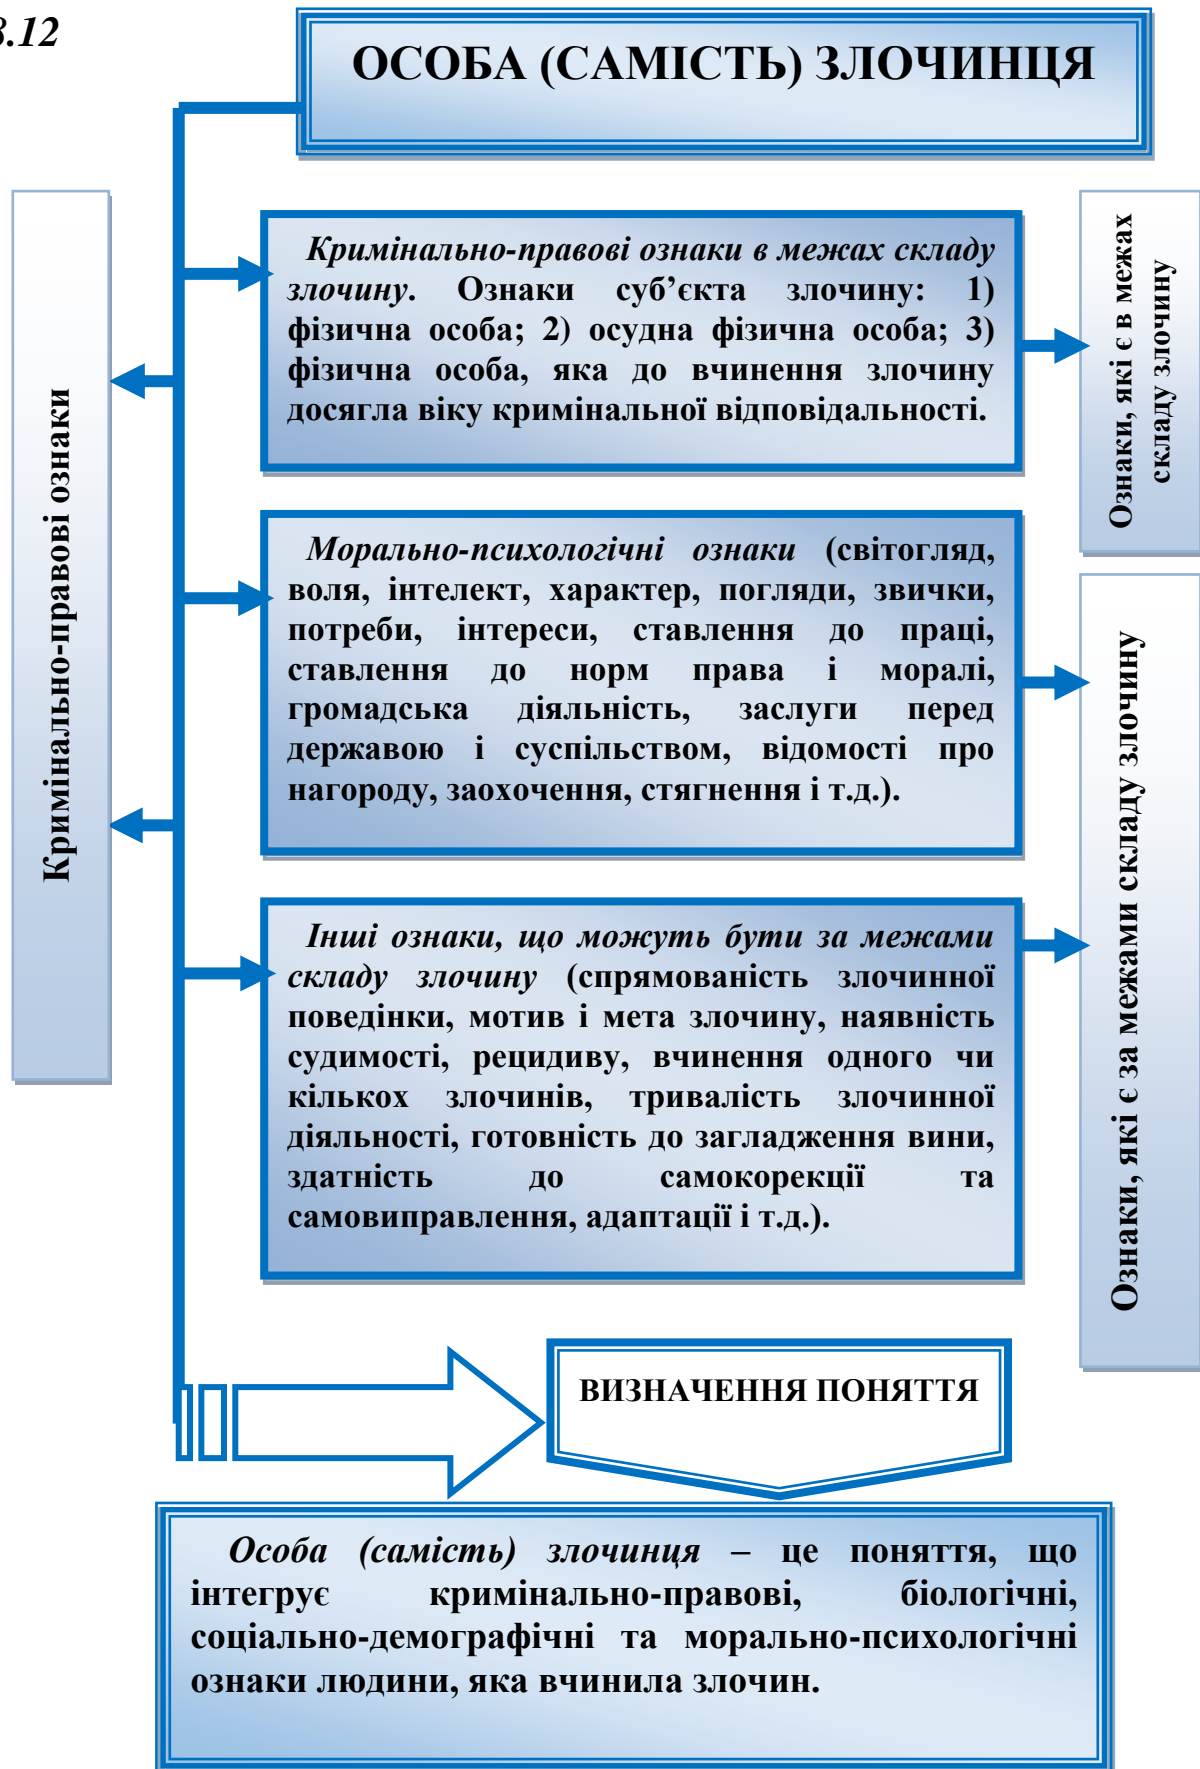 8.12
ОСОБА (САМІСТЬ) ЗЛОЧИНЦЯ
Кримінально-правові ознаки
Кримінально-правові ознаки в межах складу
злочину. Ознаки суб’єкта злочину: 1)
фізична особа; 2) осудна фізична особа; 3)
фізична особа, яка до вчинення злочину
досягла віку кримінальної відповідальності.
Ознаки, які є в межах
складу злочину
Морально-психологічні ознаки (світогляд,
воля, інтелект, характер, погляди, звички,
потреби, інтереси, ставлення до праці,
ставлення до норм права і моралі,
громадська діяльність, заслуги перед
державою і суспільством, відомості про
нагороду, заохочення, стягнення і т.д.).
Інші ознаки, що можуть бути за межами
складу злочину (спрямованість злочинної
поведінки, мотив і мета злочину, наявність
судимості, рецидиву, вчинення одного чи
кількох злочинів, тривалість злочинної
діяльності, готовність до загладження вини,
здатність до самокорекції та
самовиправлення, адаптації і т.д.).
Ознаки, які є за межами складу злочину
ВИЗНАЧЕННЯ ПОНЯТТЯ
Особа (самість) злочинця – це поняття, що
інтегрує кримінально-правові, біологічні,
соціально-демографічні та морально-психологічні
ознаки людини, яка вчинила злочин.